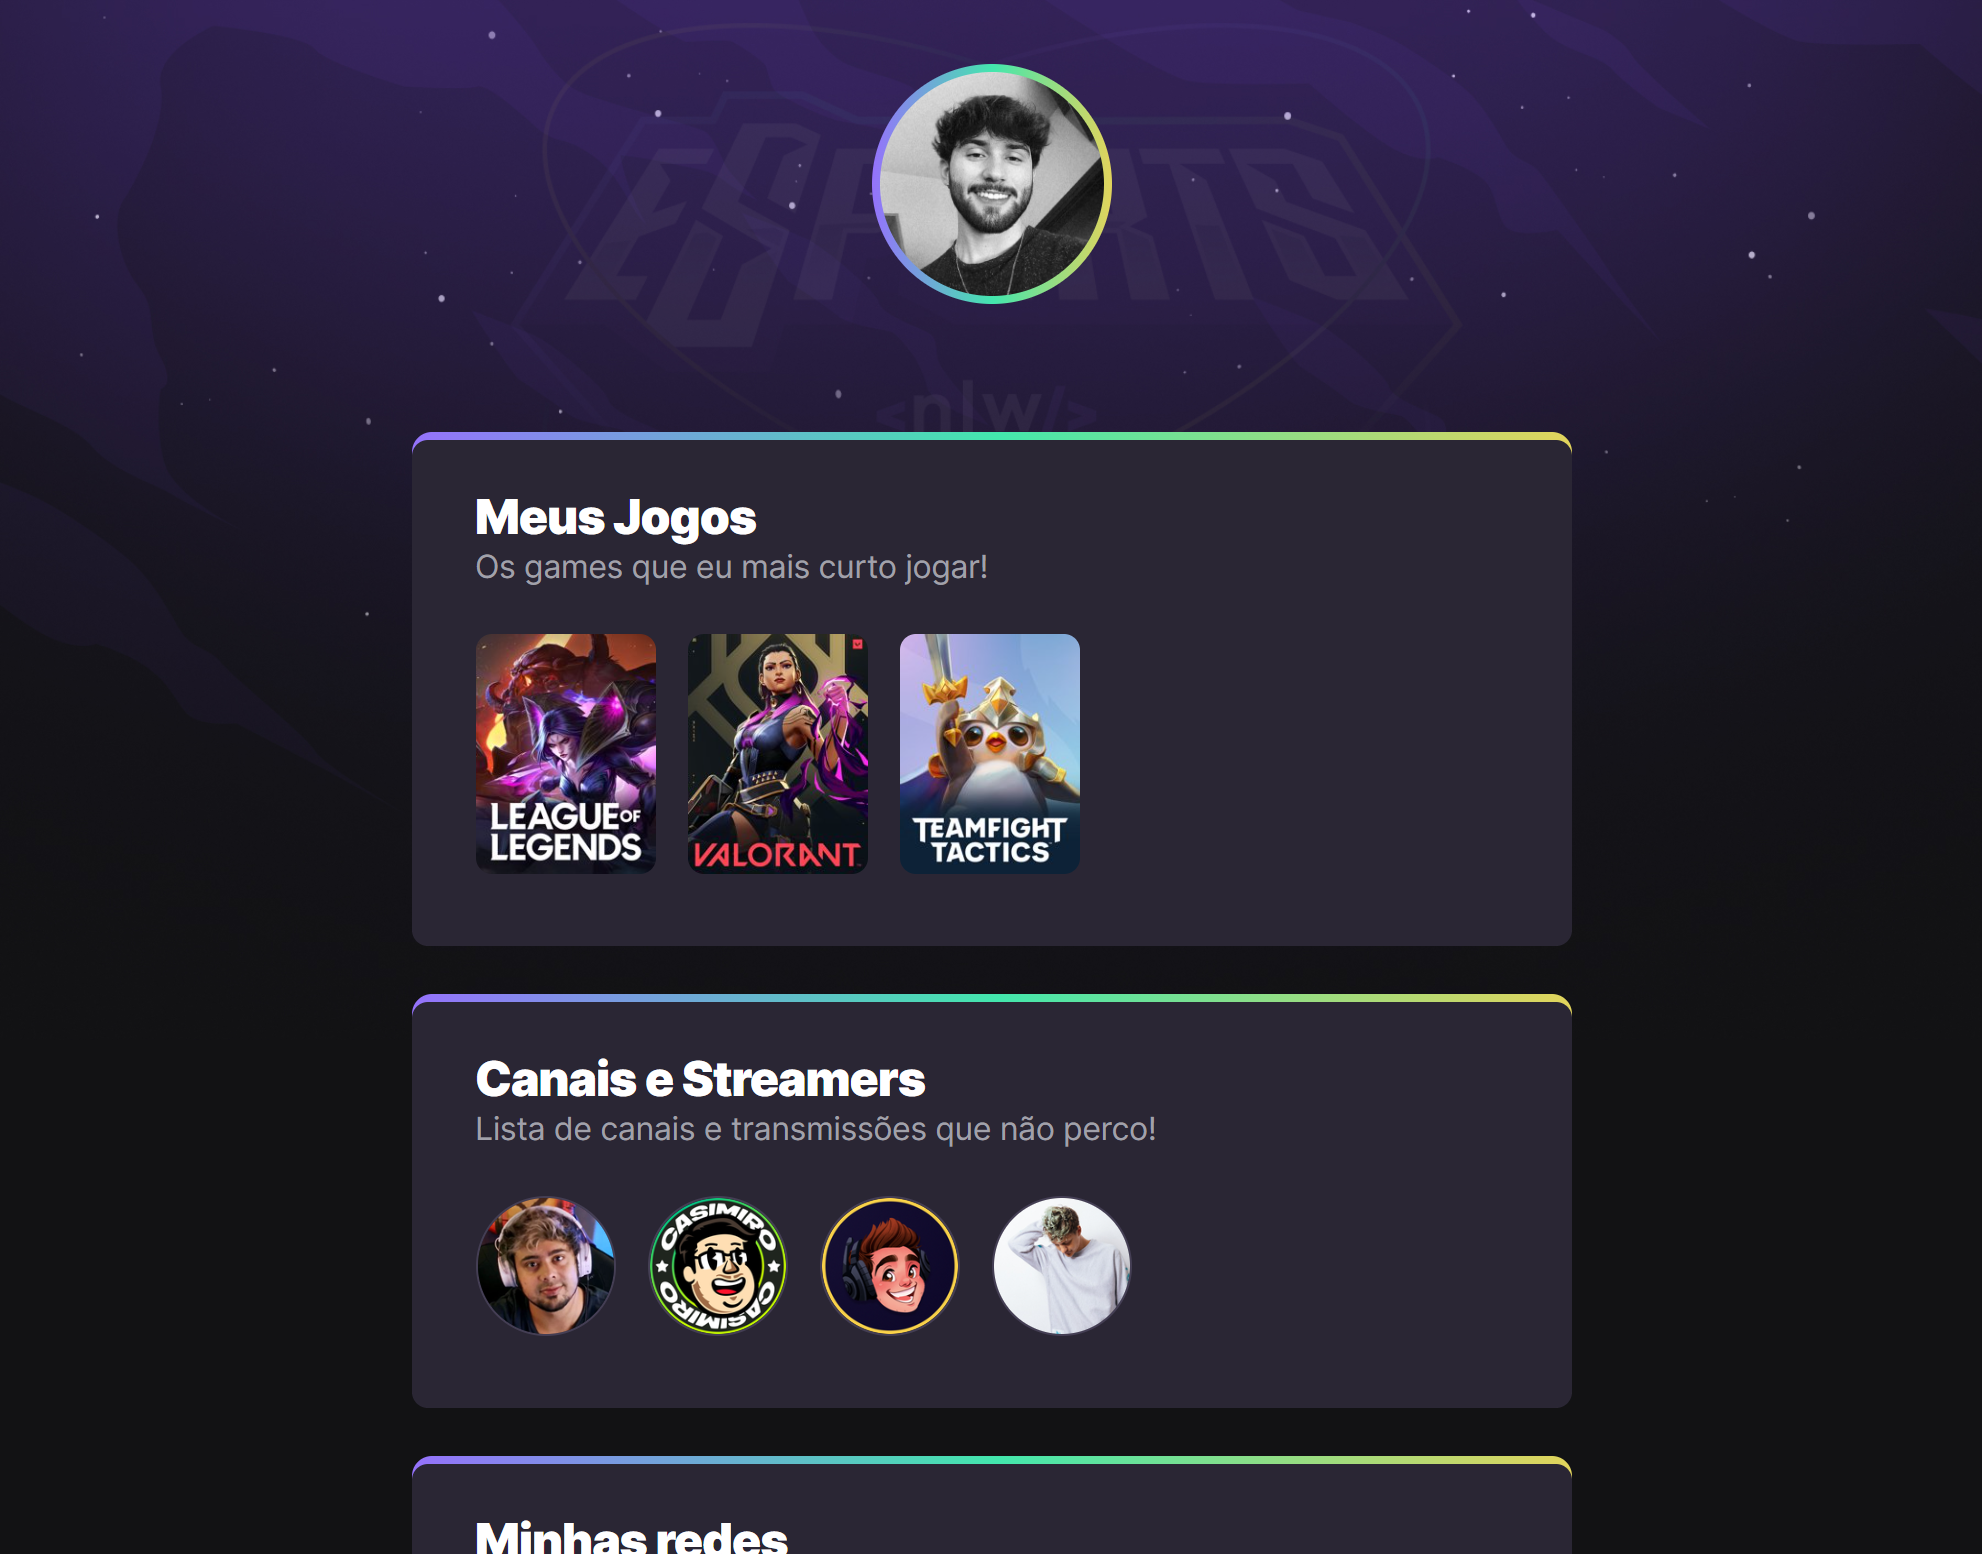 ESPORTS
<nlw/>
Meus Jogos
Os games que eu mais curto jogar!
LEAGUE OF
LEGENDS
VALORANT
TEAMFIGHT
TACTICS
Canais e Streamers
Lista de canais e transmissões que não perco!
CASIMIRO
CASIMIRO
Minhas redes